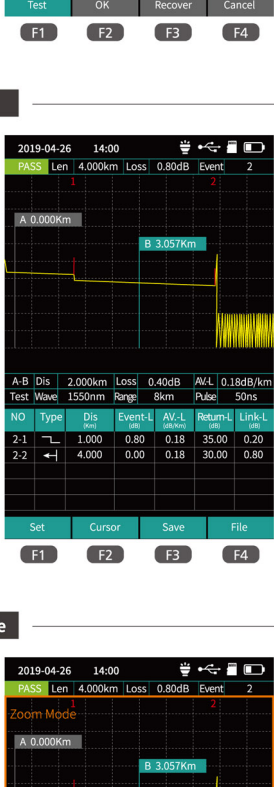 Test OK Recover Cancel
F1 F2 F3 F4
2019-04-26 14:00
PASS Len 4.000km Loss 0.80dB Event 2
1 2
A 0.000Km
B 3.057Km
A-B Dis 2.000km Loss 0.40dB AV.-L 0.18dB/km
Test Wave 1550nm Range 8km Pulse 50ns
NO Type Dis Event-L AV.-L Return-L Link-L
(Km) (dB) (dB/Km) (dB) (dB)
2-1 1.000 0.80 0.18 35.00 0.20
2-2 4.000 0.00 0.18 30.00 0.80
Set Cursor Save File
F1 F2 F3 F4
e
2019-04-26 14:00
PASS Len 4.000km Loss 0.80dB Event 2
1 2
Zoom Mode
A 0.000Km
B 3.057Km